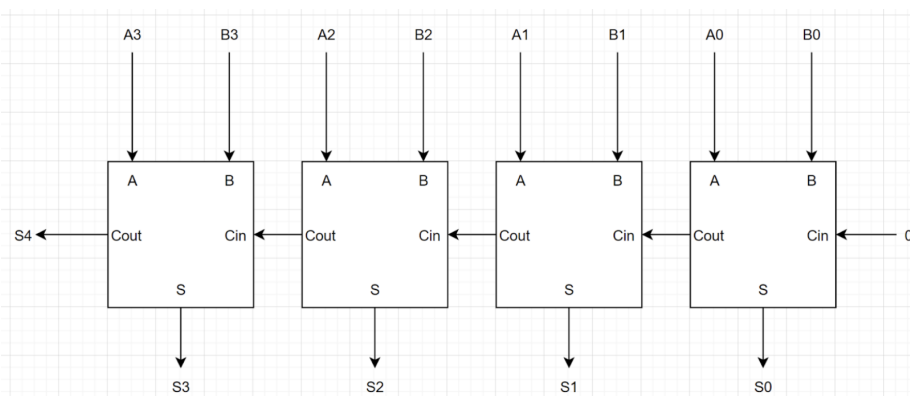 A3 B3 A2 B2 A1 B1 A0 B0
A B A B A B A B
S4 Cout Cin Cout Cin Cout Cin Cout Cin 0
S S S S
S3 S2 S1 S0